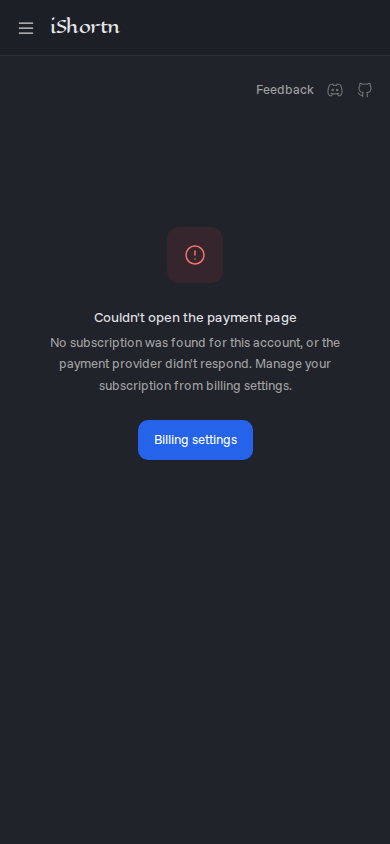 iShortn
Feedback
Couldn't open the payment page
No subscription was found for this account, or the
payment provider didn't respond. Manage your
subscription from billing settings.
Billing settings